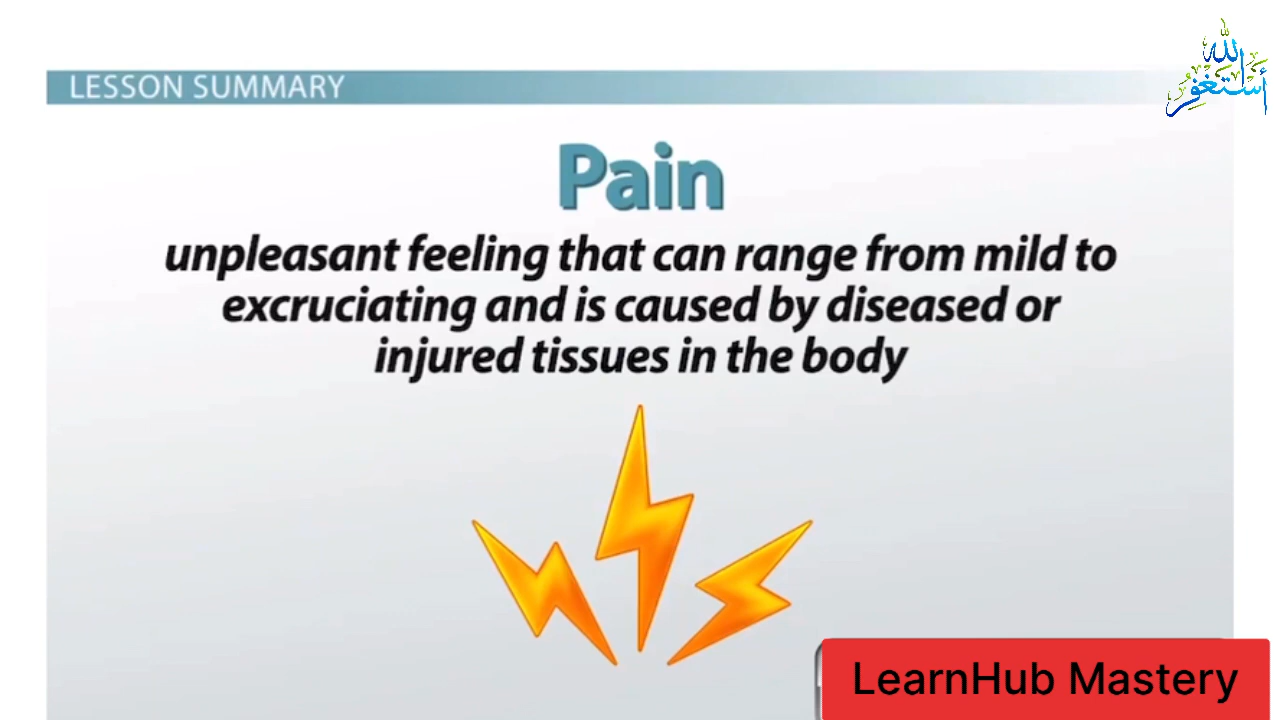 أستغفر الله
LESSON SUMMARY
Pain
unpleasant feeling that can range from mild to
excruciating and is caused by diseased or
injured tissues in the body
LearnHub Mastery